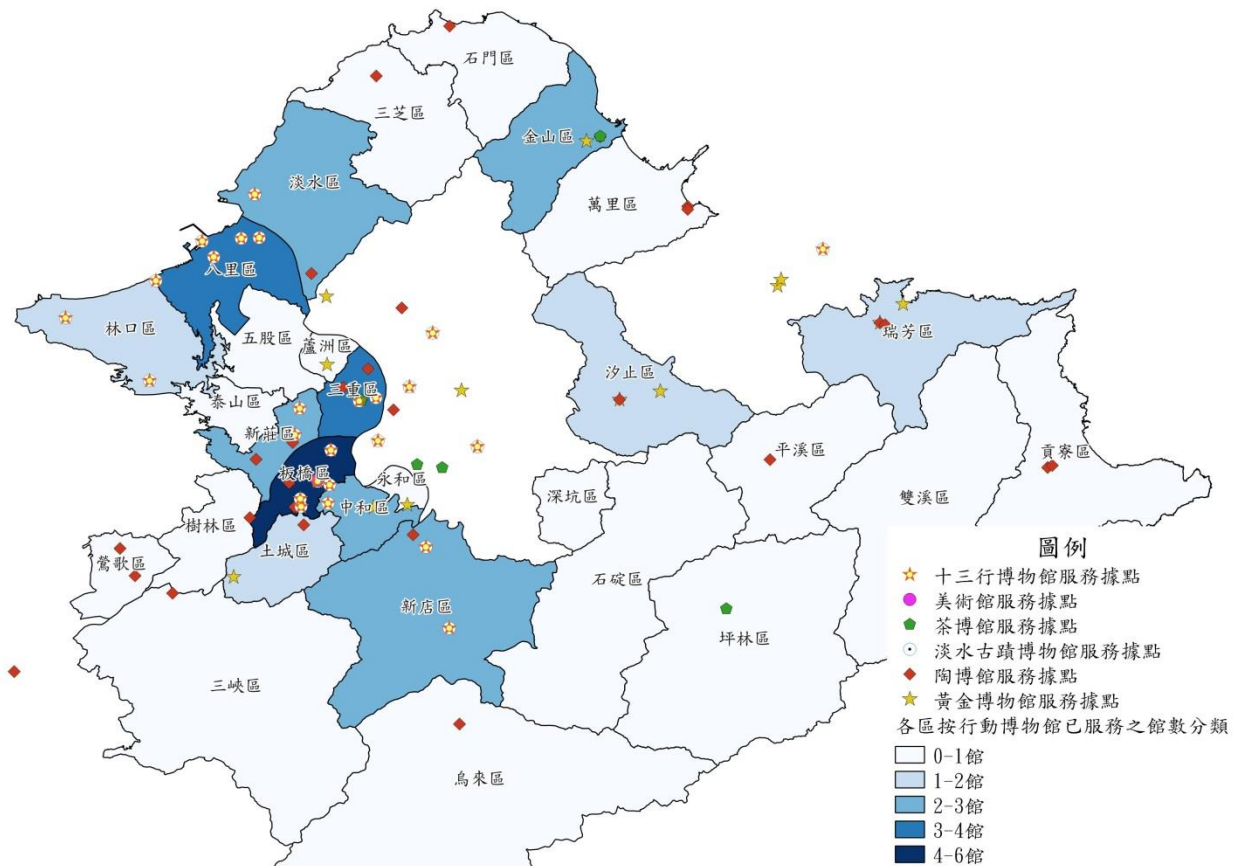 石門區
三芝區
金山區
淡水區
萬里區
八里區
林口區
五股區
蘆洲區
瑞芳區
汐止區
三重區
泰山區
新莊區
板橋區
永和區
平溪區
貢寮區
深坑區
雙溪區
中和區
樹林區
土城區
鶯歌區
石碇區
新店區
坪林區
三峽區
烏來區
圖例
十三行博物館服務據點
美術館服務據點
茶博館服務據點
淡水古蹟博物館服務據點
陶博館服務據點
黃金博物館服務據點
各區按行動博物館已服務之館數分類
0-1館
1-2館
2-3館
3-4館
4-6館